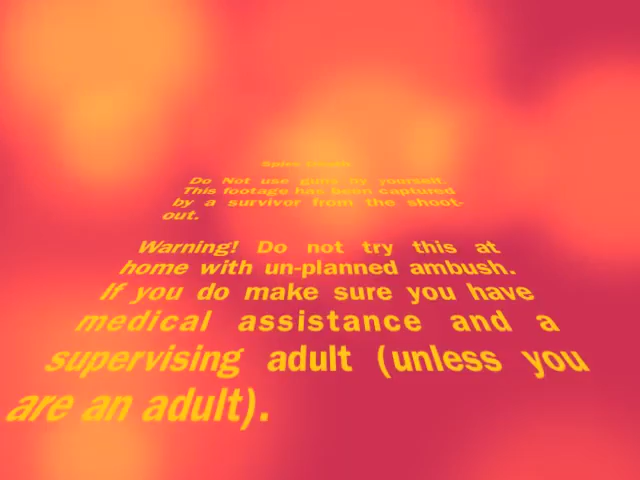 Do Not use guns by yourself.
This footage has been captured
by a survivor from the shoot-
out.
Warning! Do not try this at
home with un-planned ambush.
If you do make sure you have
medical assistance and a
supervising adult (unless you
are an adult).